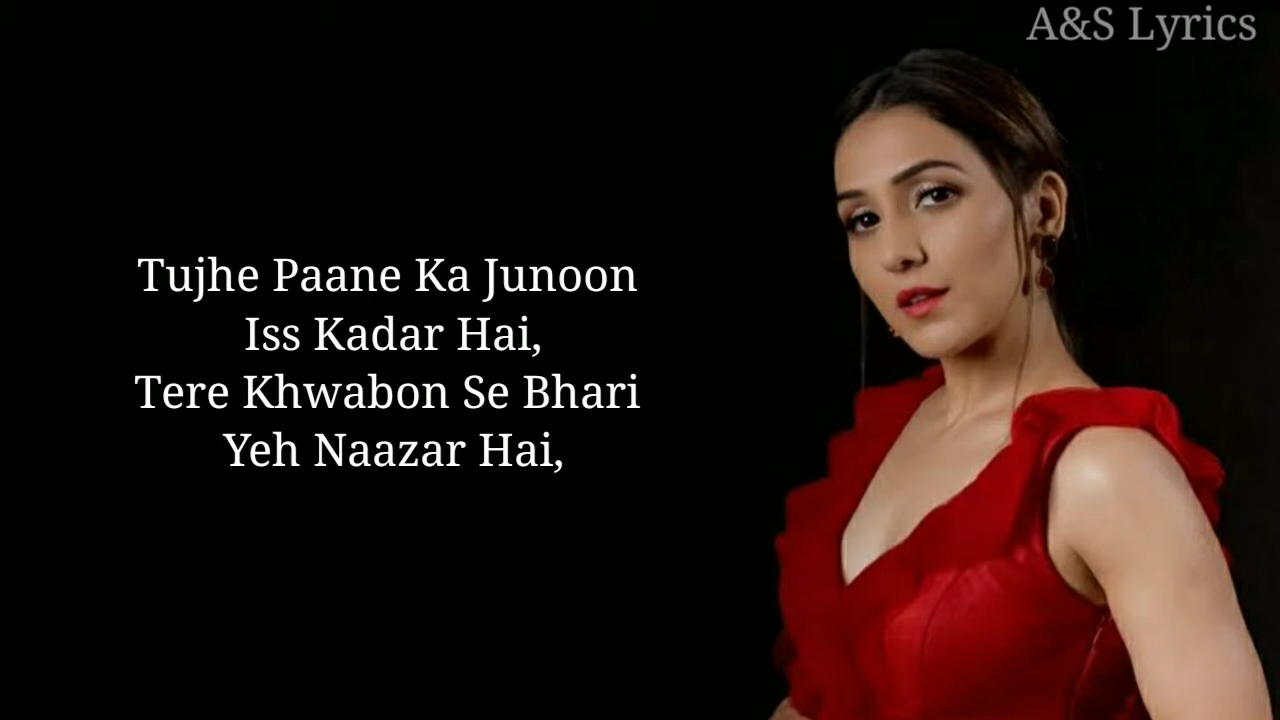 A&S Lyrics
Tujhe Paane Ka Junoon
Iss Kadar Hai,
Tere Khwabon Se Bhari
Yeh Naazar Hai,